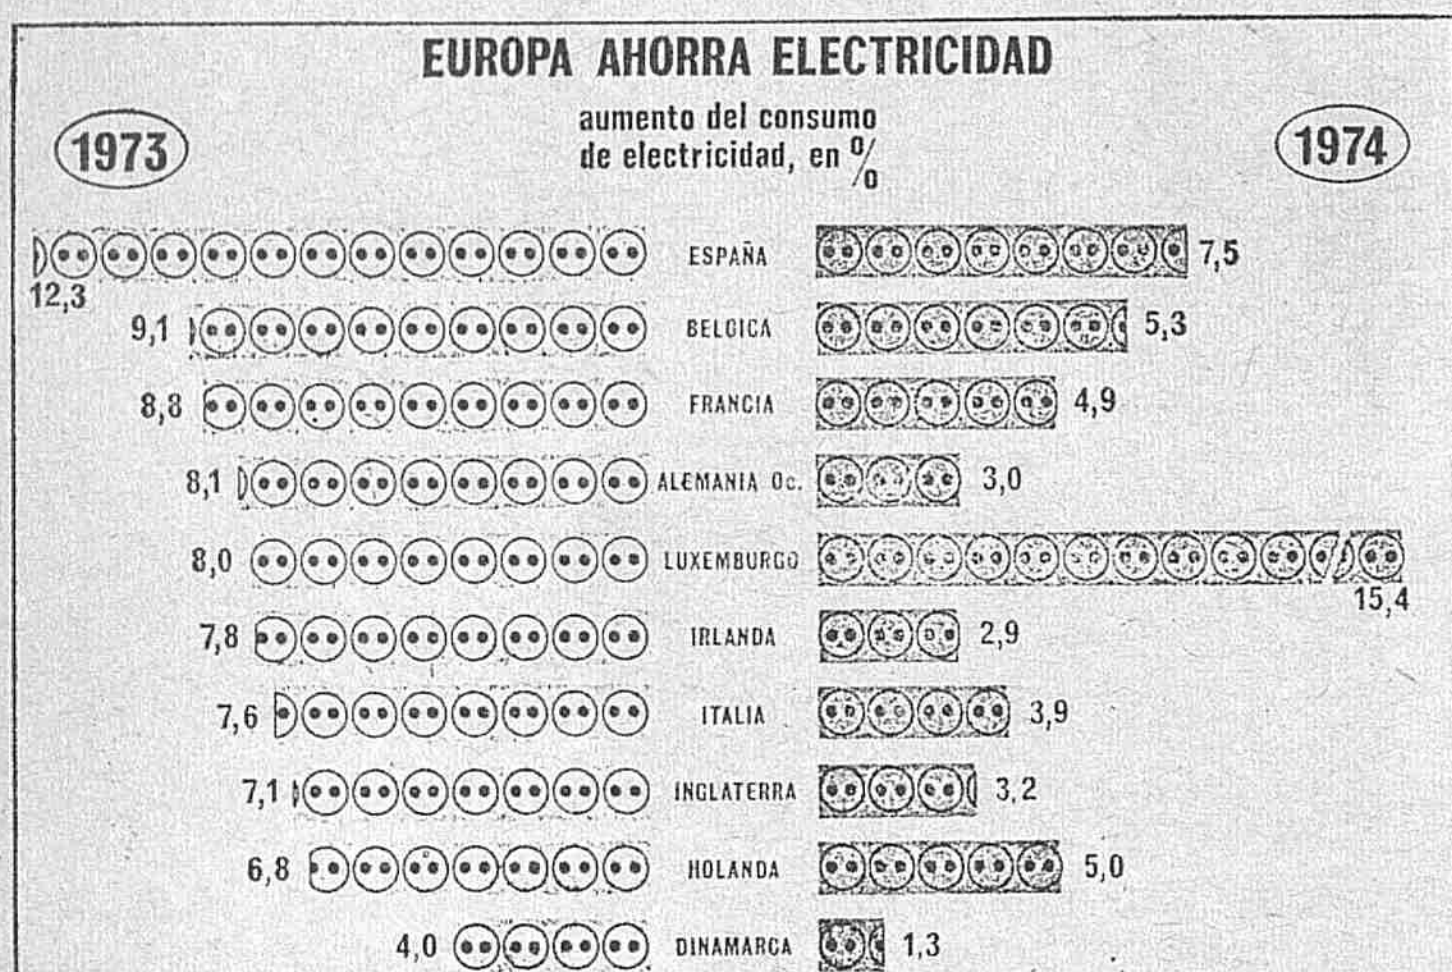 EUROPA AHORRA ELECTRICIDAD
1973
aumento del consumo
de electricidad, en %
1974
ESPAÑA 7,5
12,3
9,1 BELGICA 5,3
8,8 FRANCIA 4,9
8,1 ALEMANIA Oc. 3,0
8,0 LUXEMBURGO
15,4
7,8 IRLANDA 2,9
7,6 ITALIA 3,9
7,1 INGLATERRA 3,2
6,8 HOLANDA 5,0
4,0 DINAMARCA 1,3